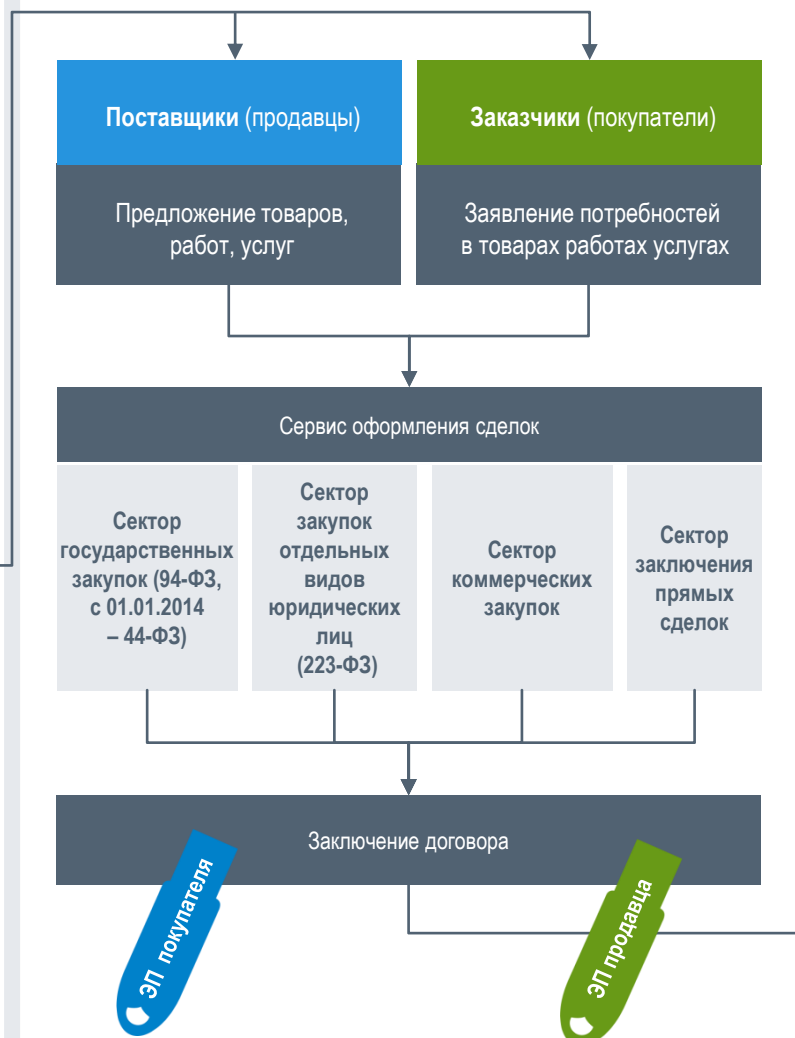 Поставщики (продавцы)
Заказчики (покупатели)
Предложение товаров,
работ, услуг
Заявление потребностей
в товарах работах услугах
Сервис оформления сделок
Сектор
государственных
закупок (94-ФЗ,
с 01.01.2014
– 44-ФЗ)
Сектор
закупок
отдельных
видов
юридических
лиц
(223-ФЗ)
Сектор
коммерческих
закупок
Сектор
заключения
прямых
сделок
Заключение договора
ЭП покупателя
ЭП продавца